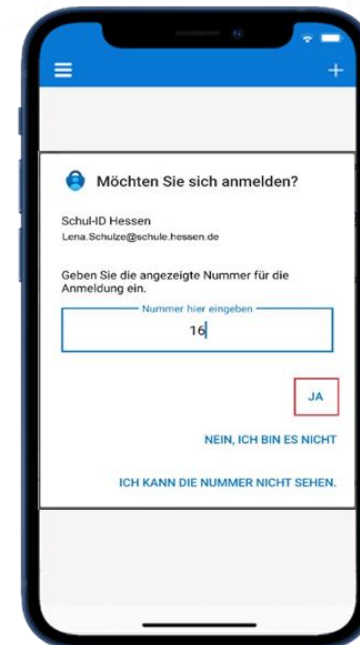 Möchten Sie sich anmelden?
Schul-ID Hessen
Lena.Schulze@schule.hessen.de
Geben Sie die angezeigte Nummer für die
Anmeldung ein.
Nummer hier eingeben
16
JA
NEIN, ICH BIN ES NICHT
ICH KANN DIE NUMMER NICHT SEHEN.